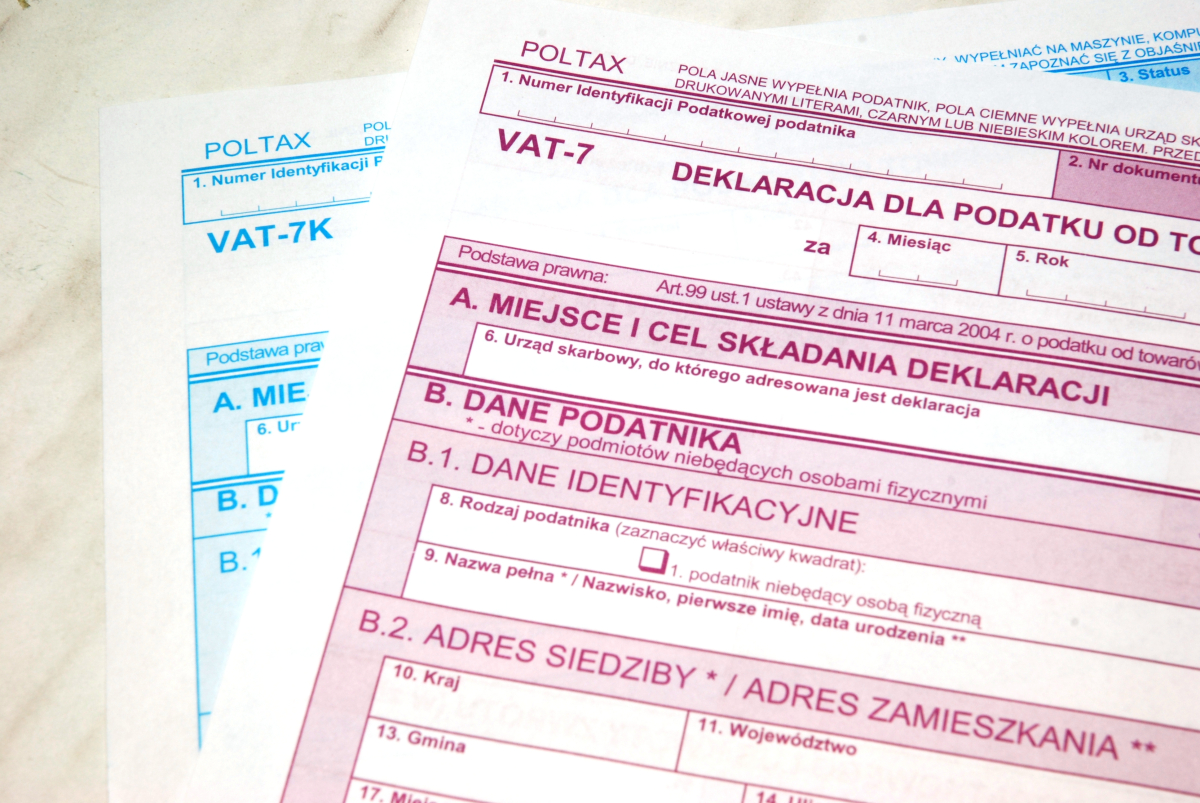 POLTAX
POLA JASNE WYPEŁNIA PODATNIK, POLA CIEMNE WYPEŁNIA URZĄD
DRUKOWANYMI LITERAMI, CZARNYM LUB NIEBIESKIM KOLOREM.
1. Numer Identyfikacji Podatkowej podatnika
2. Nr dokumentu
VAT-7
DEKLARACJA DLA PODATKU OD
za
4. Miesiąc
5. Rok
Podstawa prawna:
Art.99 ust.1 ustawy z dnia 11 marca 2004 r. o podatku od towarów
A. MIEJSCE I CEL SKŁADANIA DEKLARACJI
6. Urząd skarbowy, do którego adresowana jest deklaracja
B. DANE PODATNIKA
* - dotyczy podmiotów niebędących osobami fizycznymi
B.1. DANE IDENTYFIKACYJNE
8. Rodzaj podatnika (zaznaczyć właściwy kwadrat):
1. podatnik niebędący osobą fizyczną
9. Nazwa pełna * / Nazwisko, pierwsze imię, data urodzenia **
B.2. ADRES SIEDZIBY * / ADRES ZAMIESZKANIA **
10. Kraj
11. Województwo
13. Gmina
14.
17.
POLTAX
POL
1. Numer Identyfikacji
VAT-7K
Podstawa
A. MIE
6.
B. D
B.1
WYPEŁNIAĆ NA MASZYNIE,
ZAPOZNAĆ SIĘ Z
3. Status